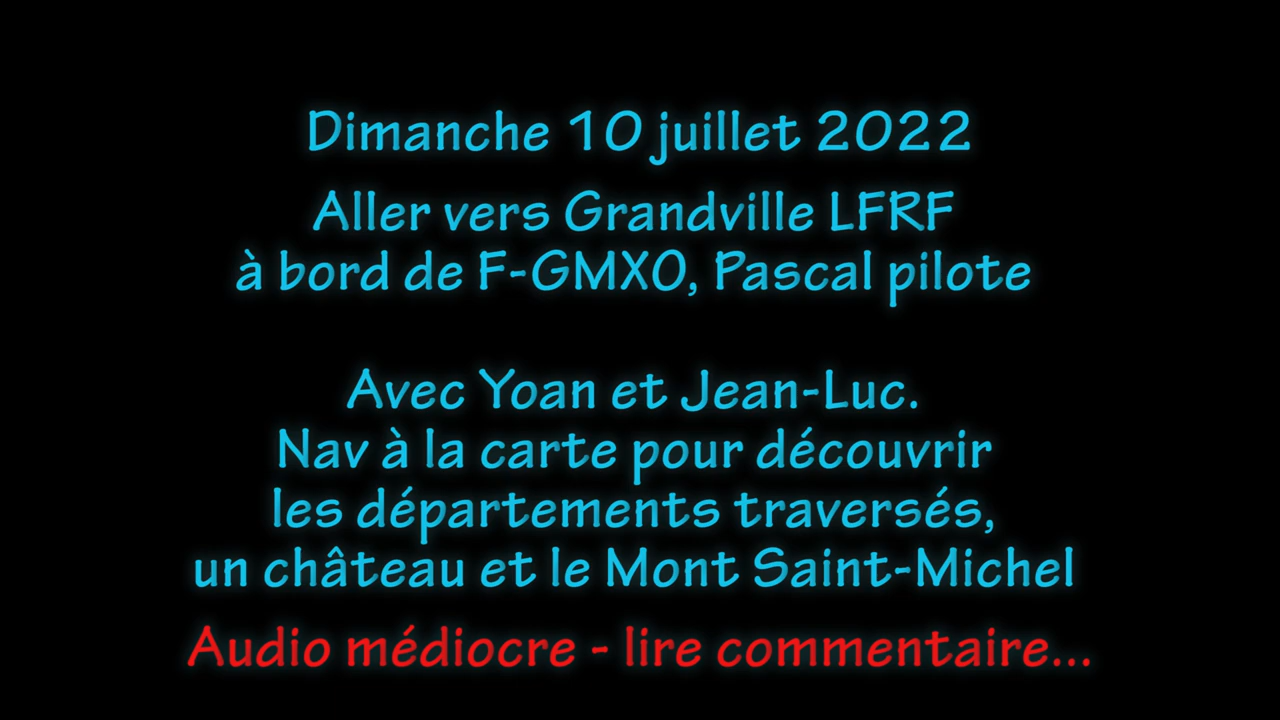 Dimanche 10 juillet 2022
Aller vers Grandville LFRF
à bord de F-GMXO, Pascal pilote
Avec Yoan et Jean-Luc.
Nav à la carte pour découvrir
les départements traversés,
un château et le Mont Saint-Michel
Audio médiocre - lire commentaire...